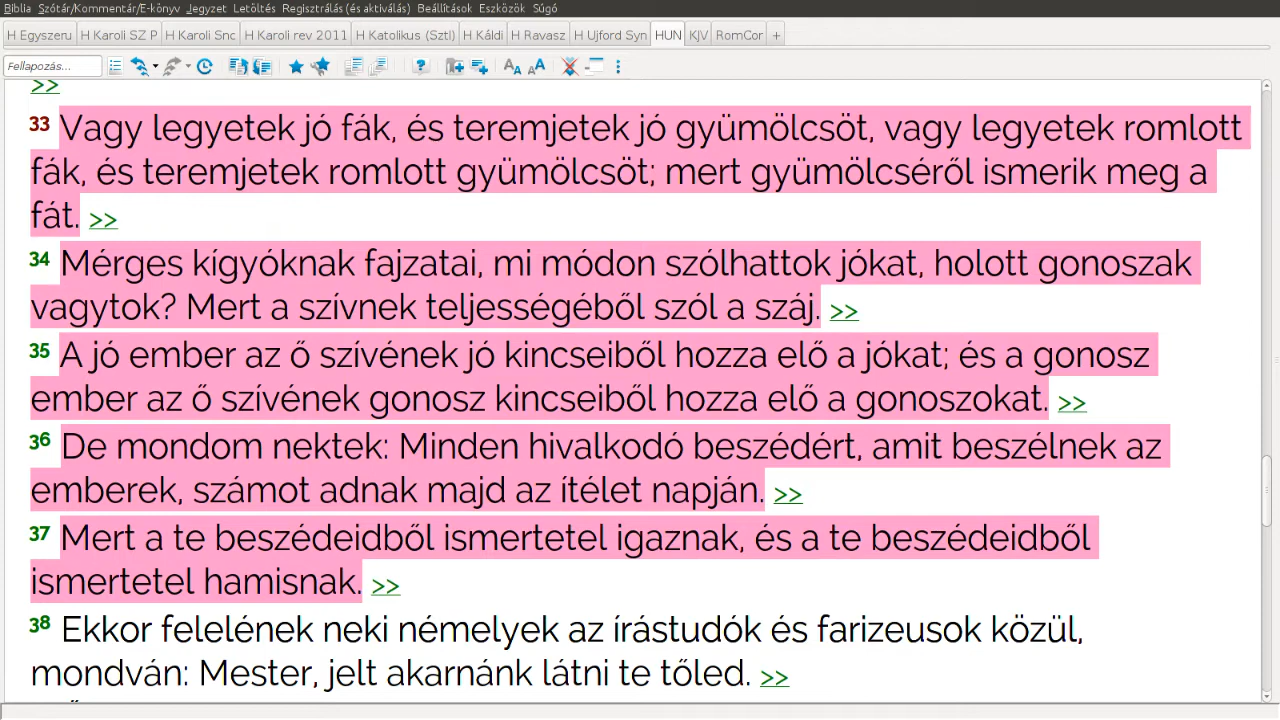 Biblia Szótár/Kommentár/E-könyv Jegyzet Letöltés Regisztrálás (és aktiválás) Beállítások Eszközök Súgó
H Egyszeru H Karoli SZ P H Karoli Snc H Karoli rev 2011 H Katolikus (Sztl) H Káldi H Ravasz H Ujford Syn HUN KJV RomCor +
Fellapozás...
>>
33 Vagy legyetek jó fák, és teremjetek jó gyümölcsöt, vagy legyetek romlott
fák, és teremjetek romlott gyümölcsöt; mert gyümölcséről ismerik meg a
fát. >>
34 Mérges kígyóknak fajzatai, mi módon szólhattok jókat, holott gonoszak
vagytok? Mert a szívnek teljességéből szól a száj. >>
35 A jó ember az ő szívének jó kincseiből hozza elő a jókat; és a gonosz
ember az ő szívének gonosz kincseiből hozza elő a gonoszokat. >>
36 De mondom nektek: Minden hivalkodó beszédért, amit beszélnek az
emberek, számot adnak majd az ítélet napján. >>
37 Mert a te beszédeidből ismertetel igaznak, és a te beszédeidből
ismertetel hamisnak. >>
38 Ekkor felelének neki némelyek az írástudók és farizeusok közül,
mondván: Mester, jelt akarnánk látni te tőled. >>